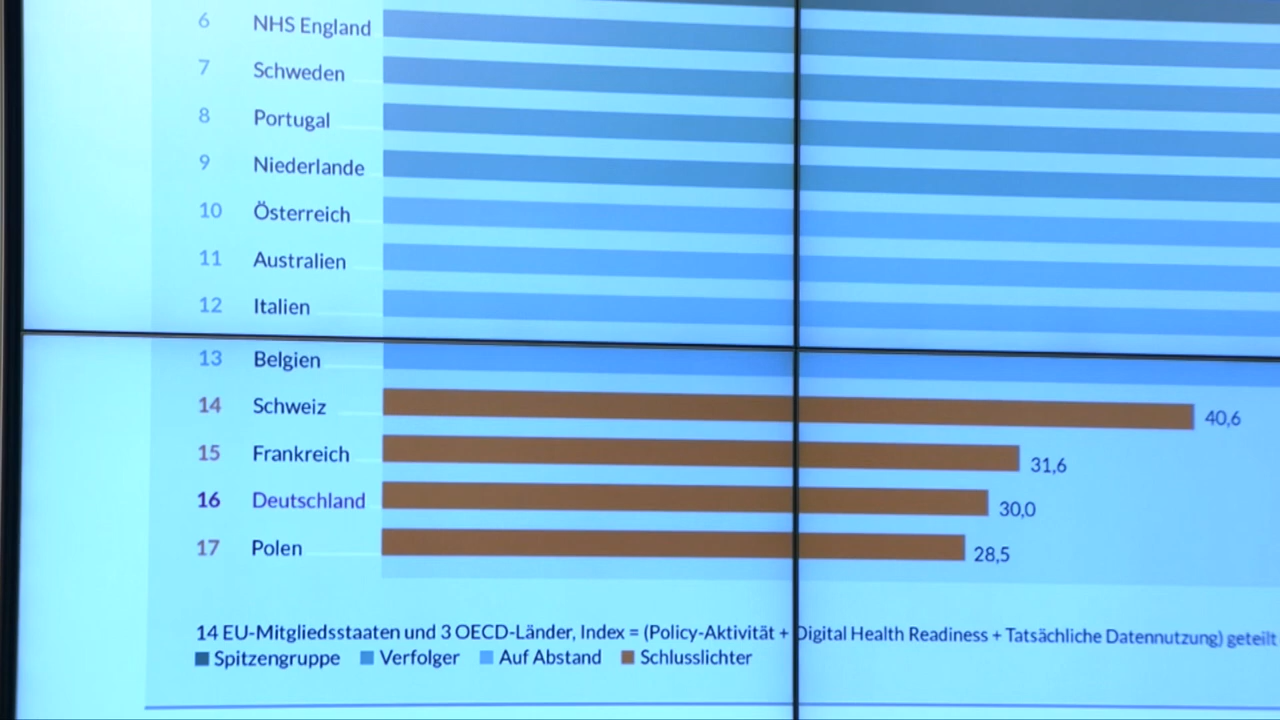 6 NHS England
7 Schweden
8 Portugal
9 Niederlande
10 Österreich
11 Australien
12 Italien
13 Belgien
14 Schweiz 40,6
15 Frankreich 31,6
16 Deutschland 30,0
17 Polen 28,5
14 EU-Mitgliedsstaaten und 3 OECD-Länder, Index = (Policy-Aktivität + Digital Health Readiness + Tatsächliche Datennutzung) geteilt
Spitzengruppe Verfolger Auf Abstand Schlusslichter